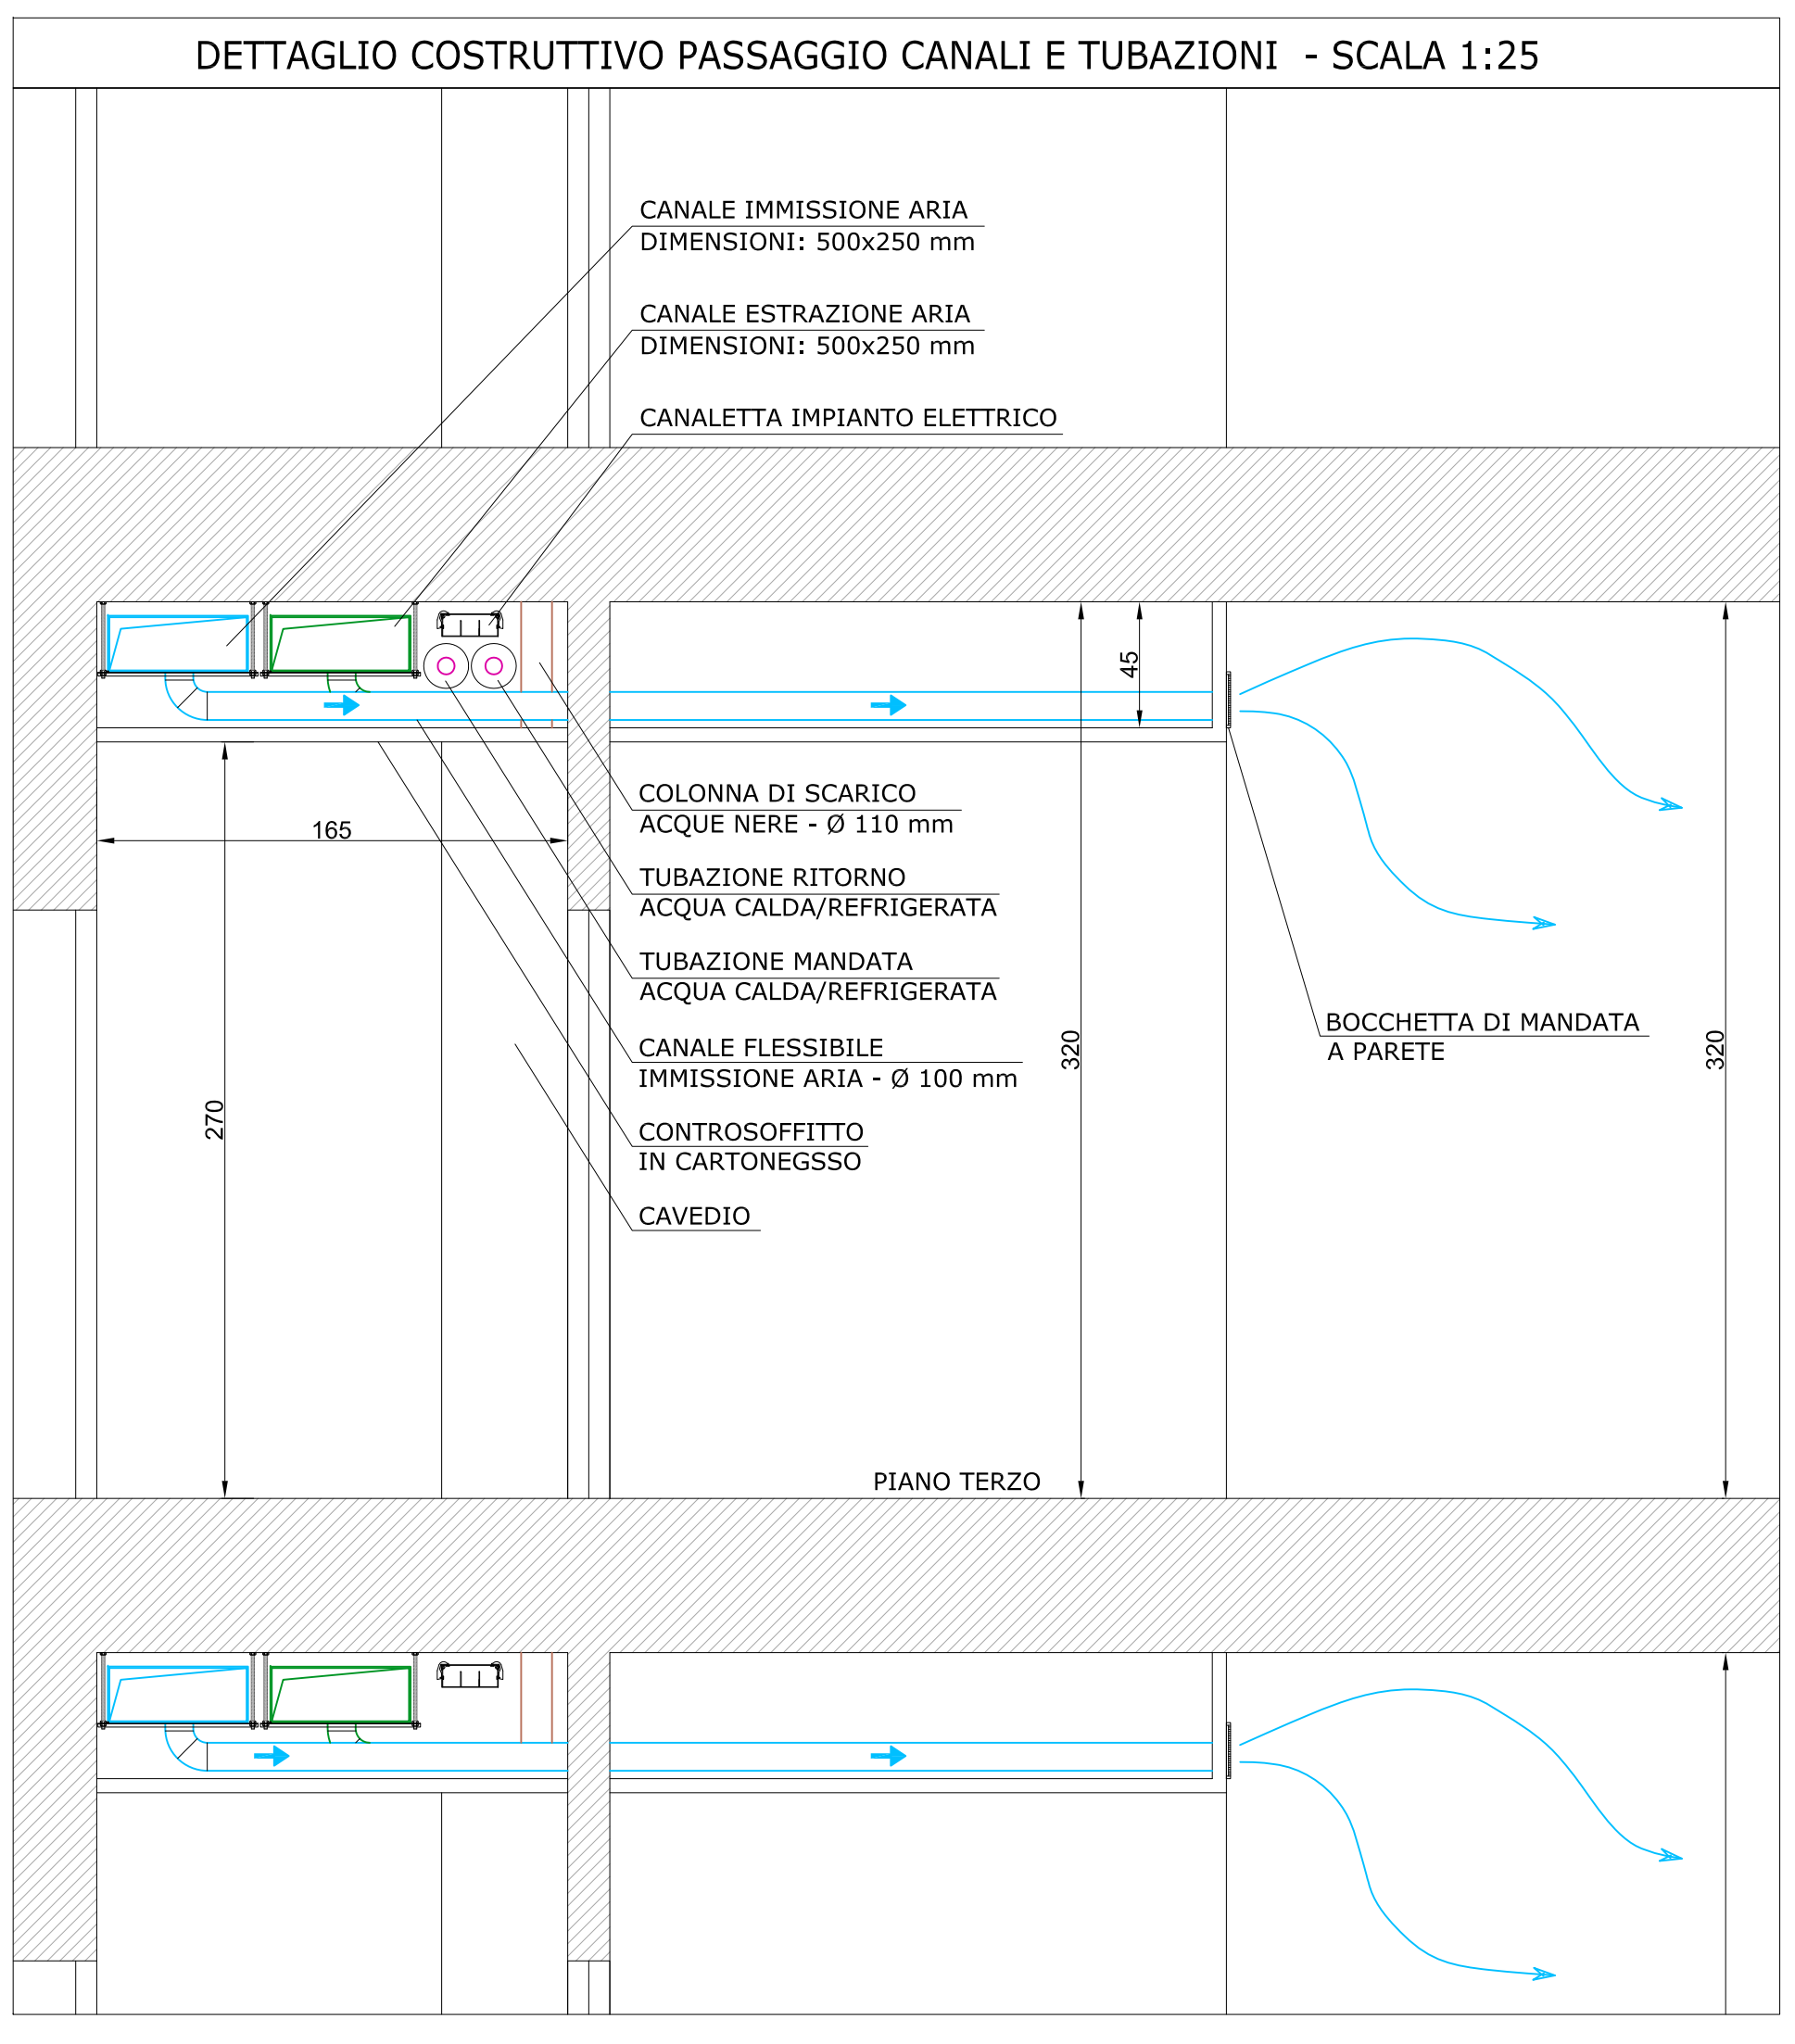 DETTAGLIO COSTRUTTIVO PASSAGGIO CANALI E TUBAZIONI - SCALA 1:25
CANALE IMMISSIONE ARIA
DIMENSIONI: 500x250 mm
CANALE ESTRAZIONE ARIA
DIMENSIONI: 500x250 mm
CANALETTA IMPIANTO ELETTRICO
45
COLONNA DI SCARICO
ACQUE NERE - Ø 110 mm
165
TUBAZIONE RITORNO
ACQUA CALDA/REFRIGERATA
TUBAZIONE MANDATA
ACQUA CALDA/REFRIGERATA
CANALE FLESSIBILE
IMMISSIONE ARIA - Ø 100 mm
320
BOCCHETTA DI MANDATA
A PARETE
320
270
CONTROSOFFITTO
IN CARTONEGSSO
CAVEDIO
PIANO TERZO